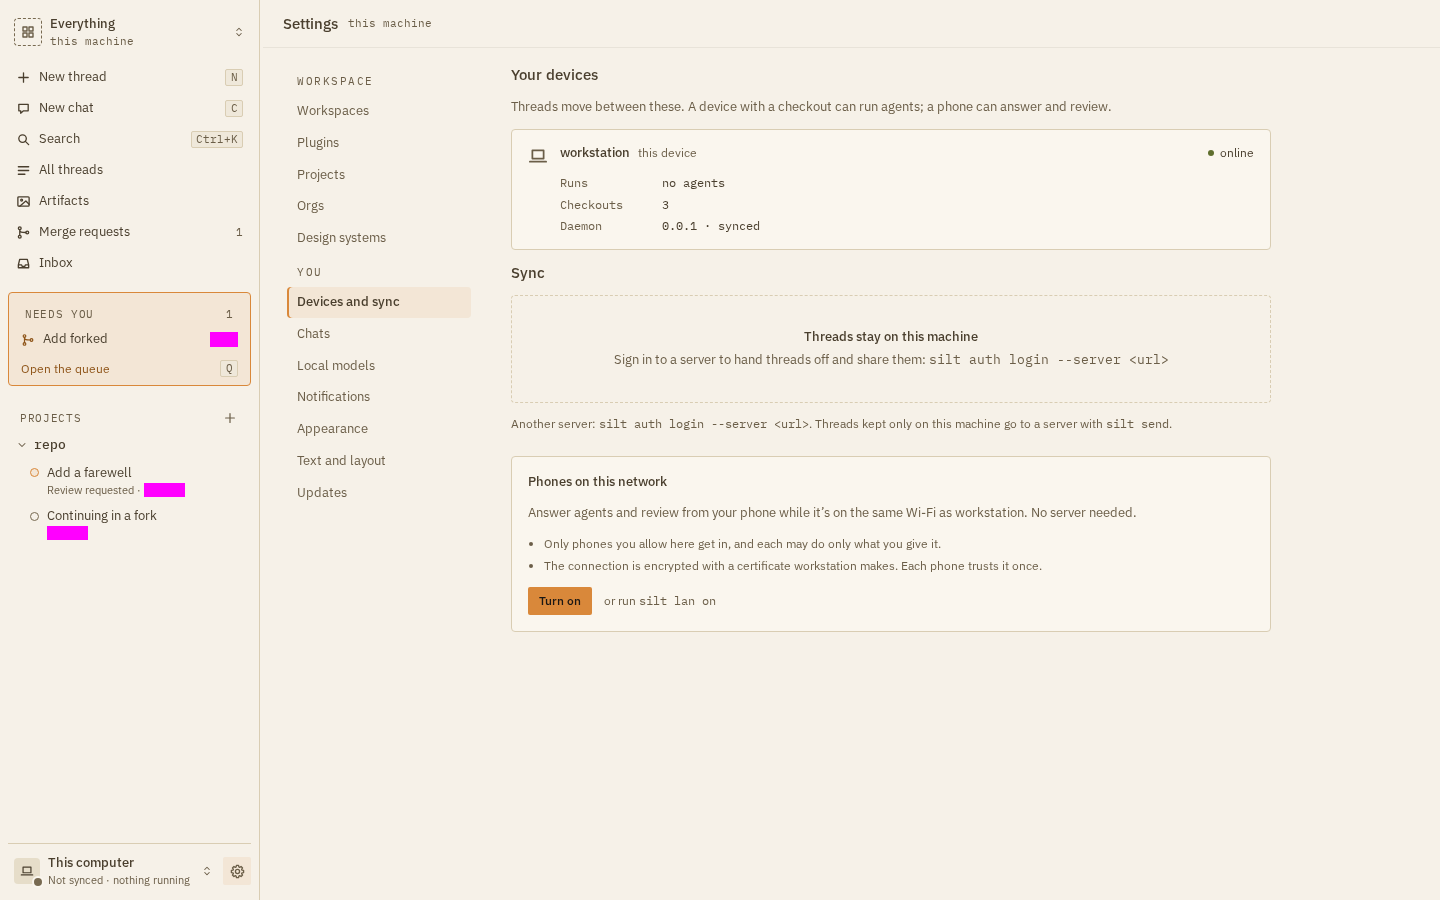 Everything
this machine
New thread N
New chat C
Search Ctrl+K
All threads
Artifacts
Merge requests 1
Inbox
NEEDS YOU 1
Add forked
Open the queue Q
PROJECTS
repo
Add a farewell
Review requested ·
Continuing in a fork
This computer
Not synced · nothing running
Settings this machine
WORKSPACE
Workspaces
Plugins
Projects
Orgs
Design systems
YOU
Devices and sync
Chats
Local models
Notifications
Appearance
Text and layout
Updates
Your devices
Threads move between these. A device with a checkout can run agents; a phone can answer and review.
workstation this device online
Runs no agents
Checkouts 3
Daemon 0.0.1 · synced
Sync
Threads stay on this machine
Sign in to a server to hand threads off and share them: silt auth login --server <url>
Another server: silt auth login --server <url>. Threads kept only on this machine go to a server with silt send.
Phones on this network
Answer agents and review from your phone while it’s on the same Wi-Fi as workstation. No server needed.
• Only phones you allow here get in, and each may do only what you give it.
• The connection is encrypted with a certificate workstation makes. Each phone trusts it once.
Turn on or run silt lan on